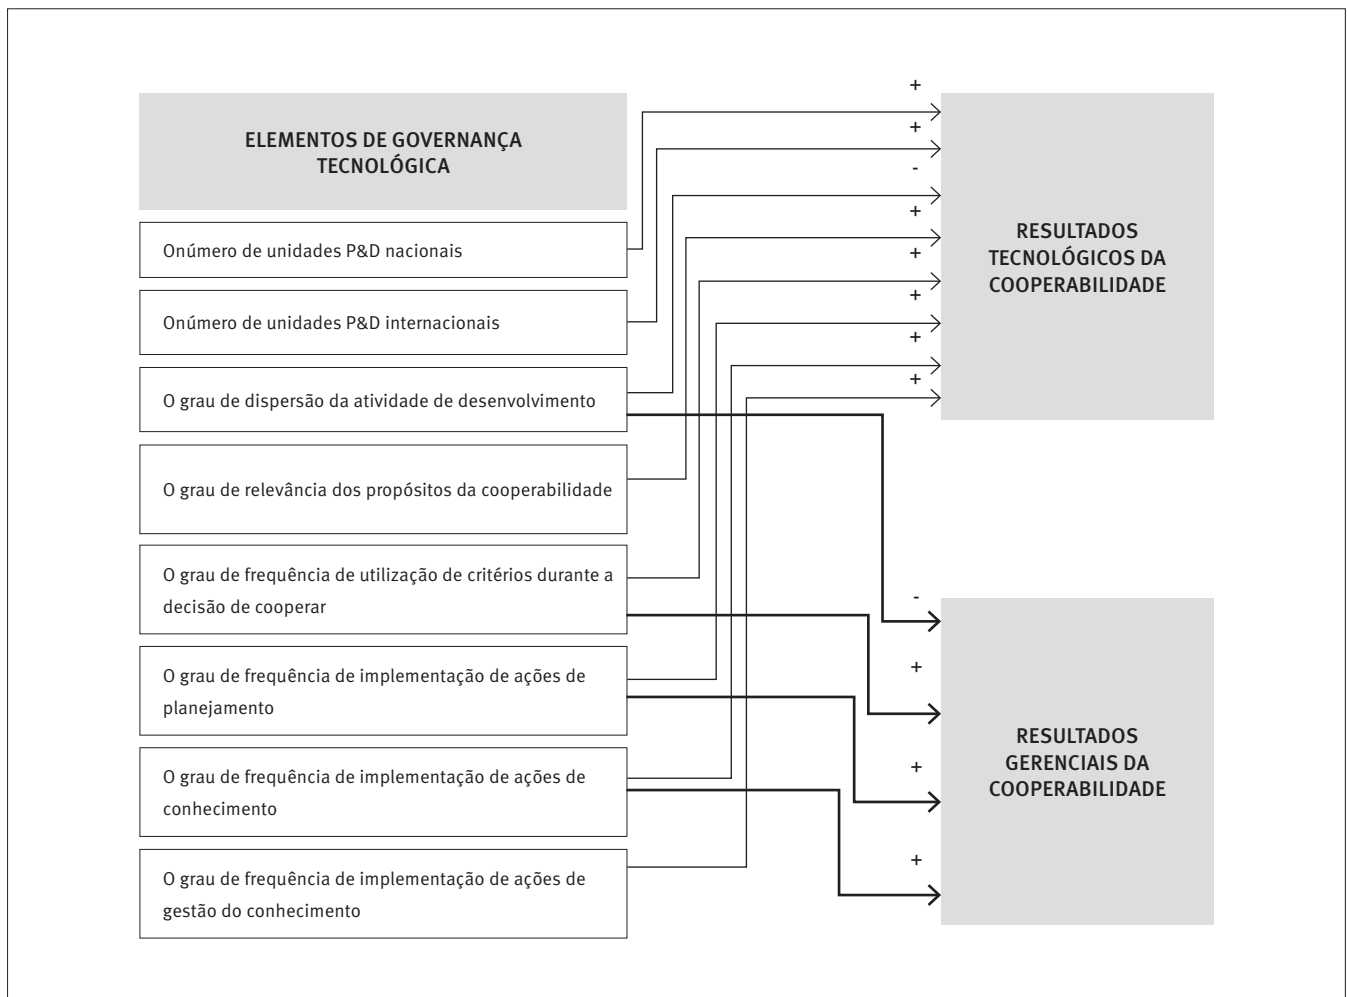 ELEMENTOS DE GOVERNANÇA
TECNOLÓGICA
Onúmero de unidades P&D nacionais
Onúmero de unidades P&D internacionais
O grau de dispersão da atividade de desenvolvimento
O grau de relevância dos propósitos da cooperabilidade
O grau de frequência de utilização de critérios durante a
decisão de cooperar
O grau de frequência de implementação de ações de
planejamento
O grau de frequência de implementação de ações de
conhecimento
O grau de frequência de implementação de ações de
gestão do conhecimento
+
+
-
+
+
+
+
+
RESULTADOS
TECNOLÓGICOS DA
COOPERABILIDADE
-
+
+
+
RESULTADOS
GERENCIAIS DA
COOPERABILIDADE